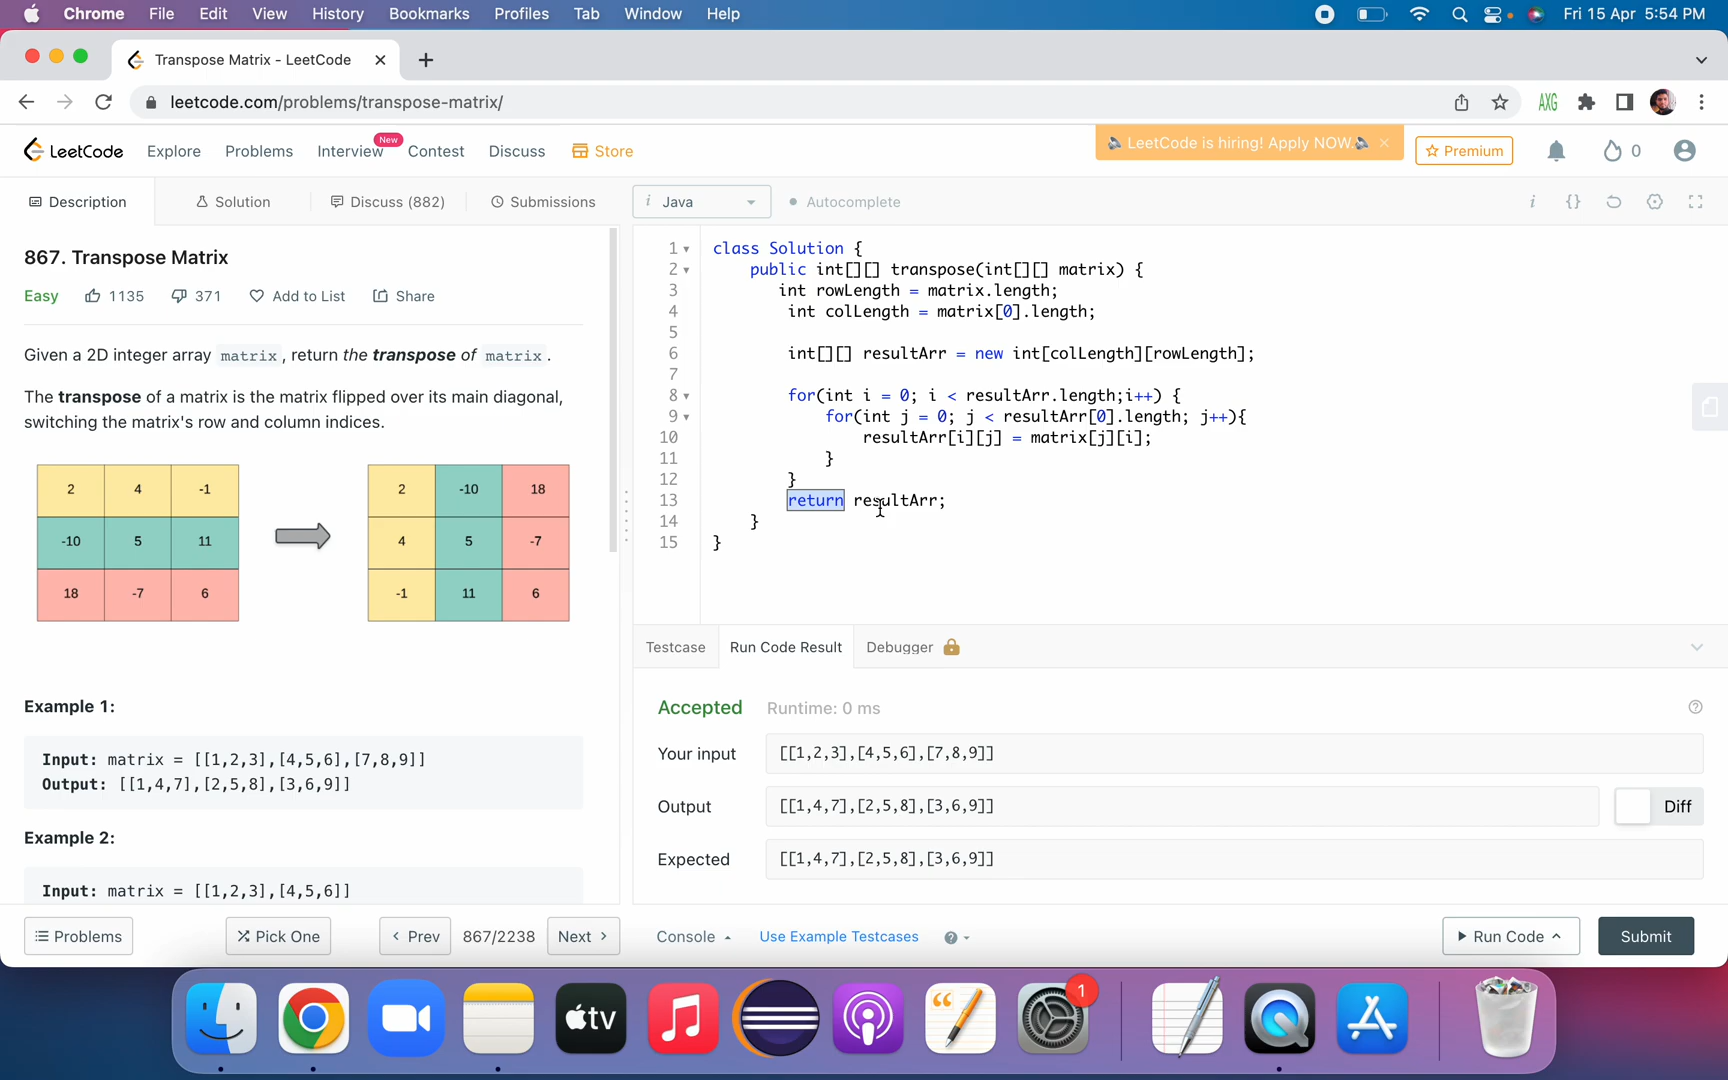 Chrome File Edit View History Bookmarks Profiles Tab Window Help Fri 15 Apr 5:54 PM
Transpose Matrix - LeetCode
leetcode.com/problems/transpose-matrix/
AXG
LeetCode Explore Problems Interview New Contest Discuss Store
LeetCode is hiring! Apply NOW.
Premium
0
Description Solution Discuss (882) Submissions
i Java Autocomplete
867. Transpose Matrix
Easy 1135 371 Add to List Share
Given a 2D integer array matrix, return the transpose of matrix.
The transpose of a matrix is the matrix flipped over its main diagonal,
switching the matrix's row and column indices.
2 4 -1 2 -10 18
-10 5 11 4 5 -7
18 -7 6 -1 11 6
Example 1:
Input: matrix = [[1,2,3],[4,5,6],[7,8,9]]
Output: [[1,4,7],[2,5,8],[3,6,9]]
Example 2:
Input: matrix = [[1,2,3],[4,5,6]]
1 class Solution {
2 public int[][] transpose(int[][] matrix) {
3 int rowLength = matrix.length;
4 int colLength = matrix[0].length;
5
6 int[][] resultArr = new int[colLength][rowLength];
7
8 for(int i = 0; i < resultArr.length;i++) {
9 for(int j = 0; j < resultArr[0].length; j++){
10 resultArr[i][j] = matrix[j][i];
11 }
12 }
13 return resultArr;
14 }
15 }
Testcase Run Code Result Debugger
Accepted Runtime: 0 ms
Your input [[1,2,3],[4,5,6],[7,8,9]]
Output [[1,4,7],[2,5,8],[3,6,9]] Diff
Expected [[1,4,7],[2,5,8],[3,6,9]]
Problems Pick One Prev 867/2238 Next Console Use Example Testcases Run Code Submit
tv
1